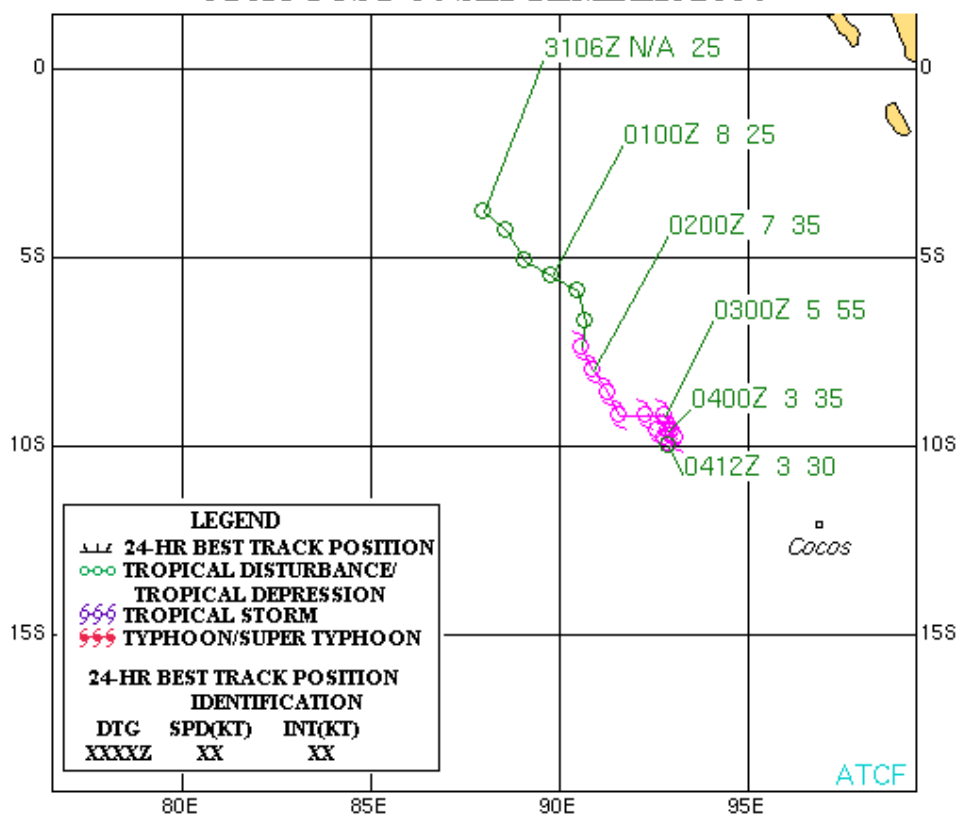 3106Z N/A 25
0
0
0100Z 8 25
0200Z 7 35
5S
5S
0300Z 5 55
0400Z 3 35
10S
10S
0412Z 3 30
Cocos
LEGEND
24-HR BEST TRACK POSITION
TROPICAL DISTURBANCE/
TROPICAL DEPRESSION
TROPICAL STORM
TYPHOON/SUPER TYPHOON
15S
15S
24-HR BEST TRACK POSITION
IDENTIFICATION
DTG SPD(KT) INT(KT)
XXXXZ XX XX
ATCF
80E 85E 90E 95E